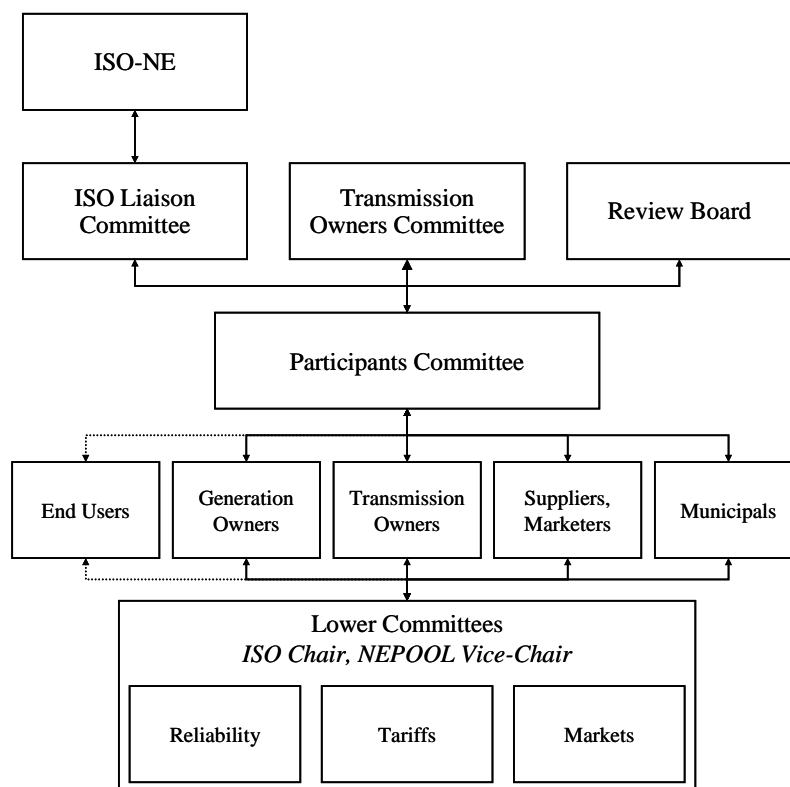 ISO-NE
ISO Liaison
Committee
Transmission
Owners Committee
Review Board
Participants Committee
End Users
Generation
Owners
Transmission
Owners
Suppliers,
Marketers
Municipals
Lower Committees
ISO Chair, NEPOOL Vice-Chair
Reliability
Tariffs
Markets